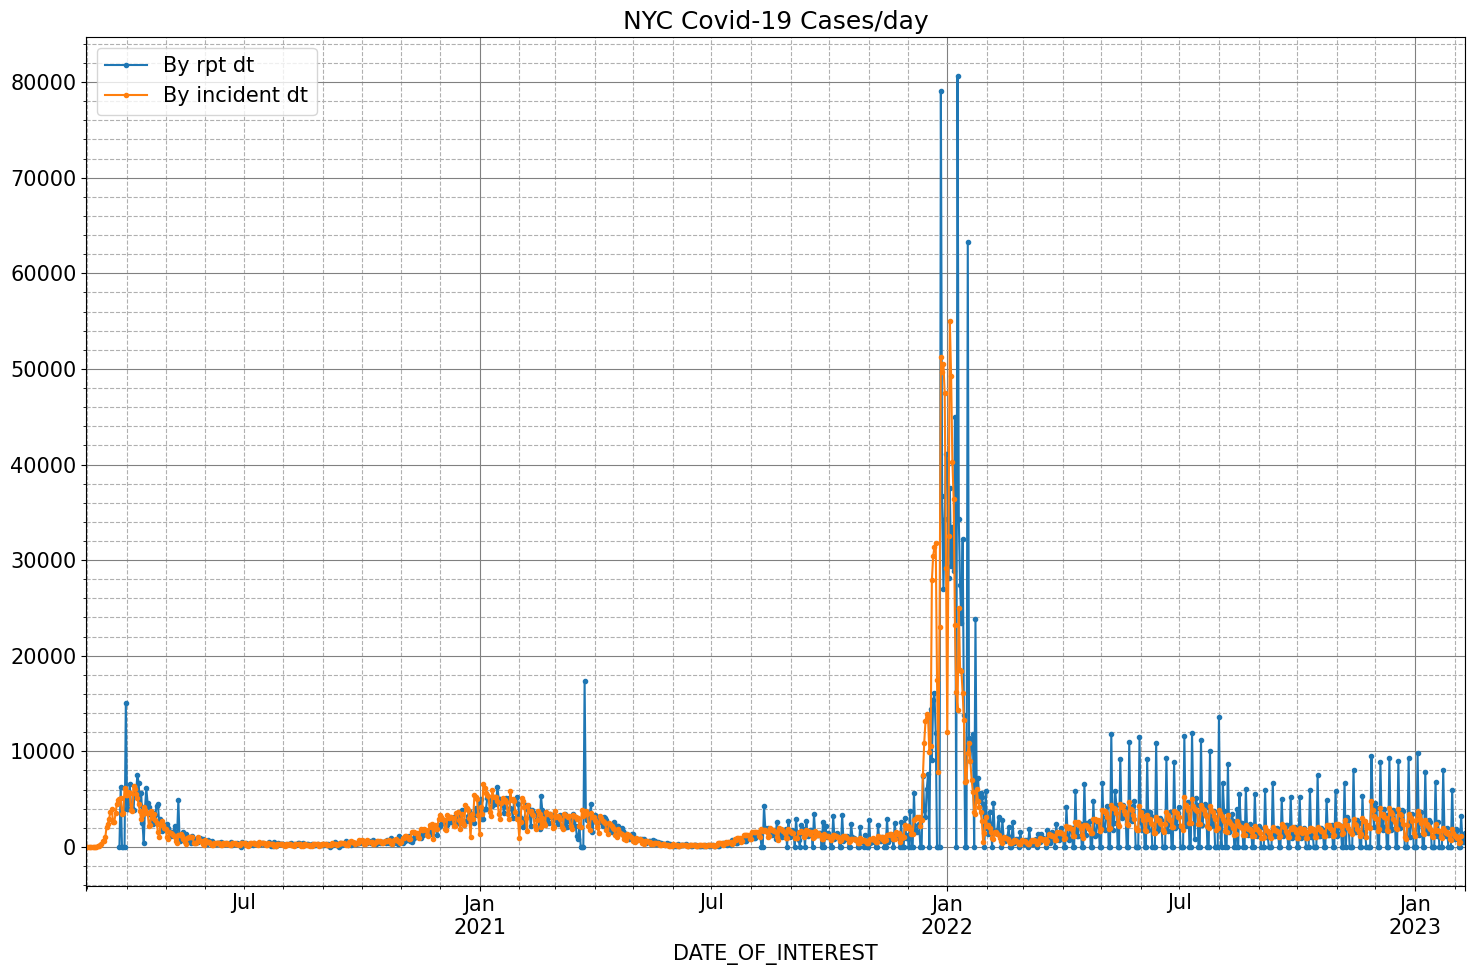 NYC Covid-19 Cases/day
By rpt dt
By incident dt
80000
70000
60000
50000
40000
30000
20000
10000
0
Jul
Jan
2021
Jul
Jan
2022
Jul
Jan
2023
DATE_OF_INTEREST